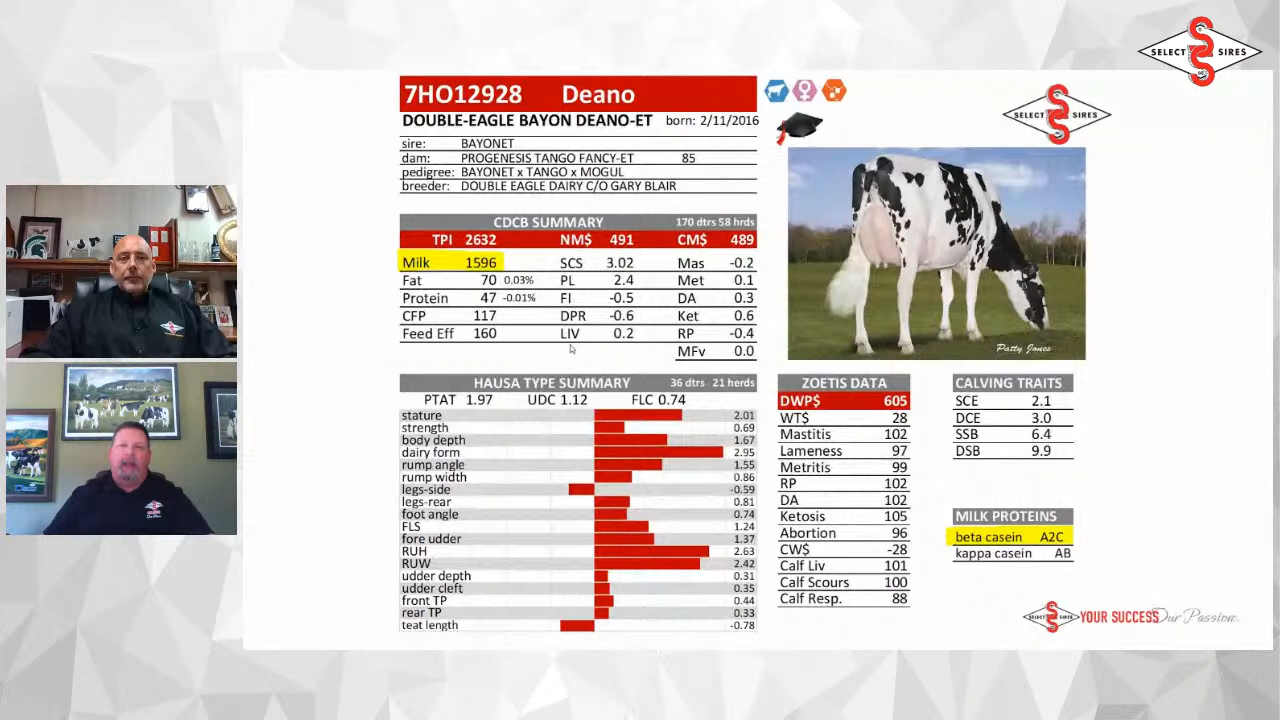 SELECT SIRES
7HO12928 Deano
DOUBLE-EAGLE BAYON DEANO-ET born: 2/11/2016
SELECT SIRES
sire: BAYONET
dam: PROGENESIS TANGO FANCY-ET 85
pedigree: BAYONET x TANGO x MOGUL
breeder: DOUBLE EAGLE DAIRY C/O GARY BLAIR
CDCB SUMMARY 170 dtrs 58 hrds
TPI 2632 NM$ 491 CM$ 489
Milk 1596 SCS 3.02 Mas -0.2
Fat 70 0.03% PL 2.4 Met 0.1
Protein 47 -0.01% FI -0.5 DA 0.3
CFP 117 DPR -0.6 Ket 0.6
Feed Eff 160 LIV 0.2 RP -0.4
MFv 0.0
Patty Jones
HAUSA TYPE SUMMARY 36 dtrs 21 herds
PTAT 1.97 UDC 1.12 FLC 0.74
stature 2.01
strength 0.69
body depth 1.67
dairy form 2.95
rump angle 1.55
rump width 0.86
legs-side -0.59
legs-rear 0.81
foot angle 0.74
FLS 1.24
fore udder 1.37
RUH 2.63
RUW 2.42
udder depth 0.31
udder cleft 0.35
front TP 0.44
rear TP 0.33
teat length -0.78
ZOETIS DATA
DWP$ 605
WT$ 28
Mastitis 102
Lameness 97
Metritis 99
RP 102
DA 102
Ketosis 105
Abortion 96
CW$ -28
Calf Liv 101
Calf Scours 100
Calf Resp. 88
CALVING TRAITS
SCE 2.1
DCE 3.0
SSB 6.4
DSB 9.9
MILK PROTEINS
beta casein A2C
kappa casein AB
SELECT SIRES YOUR SUCCESS Our Passion.